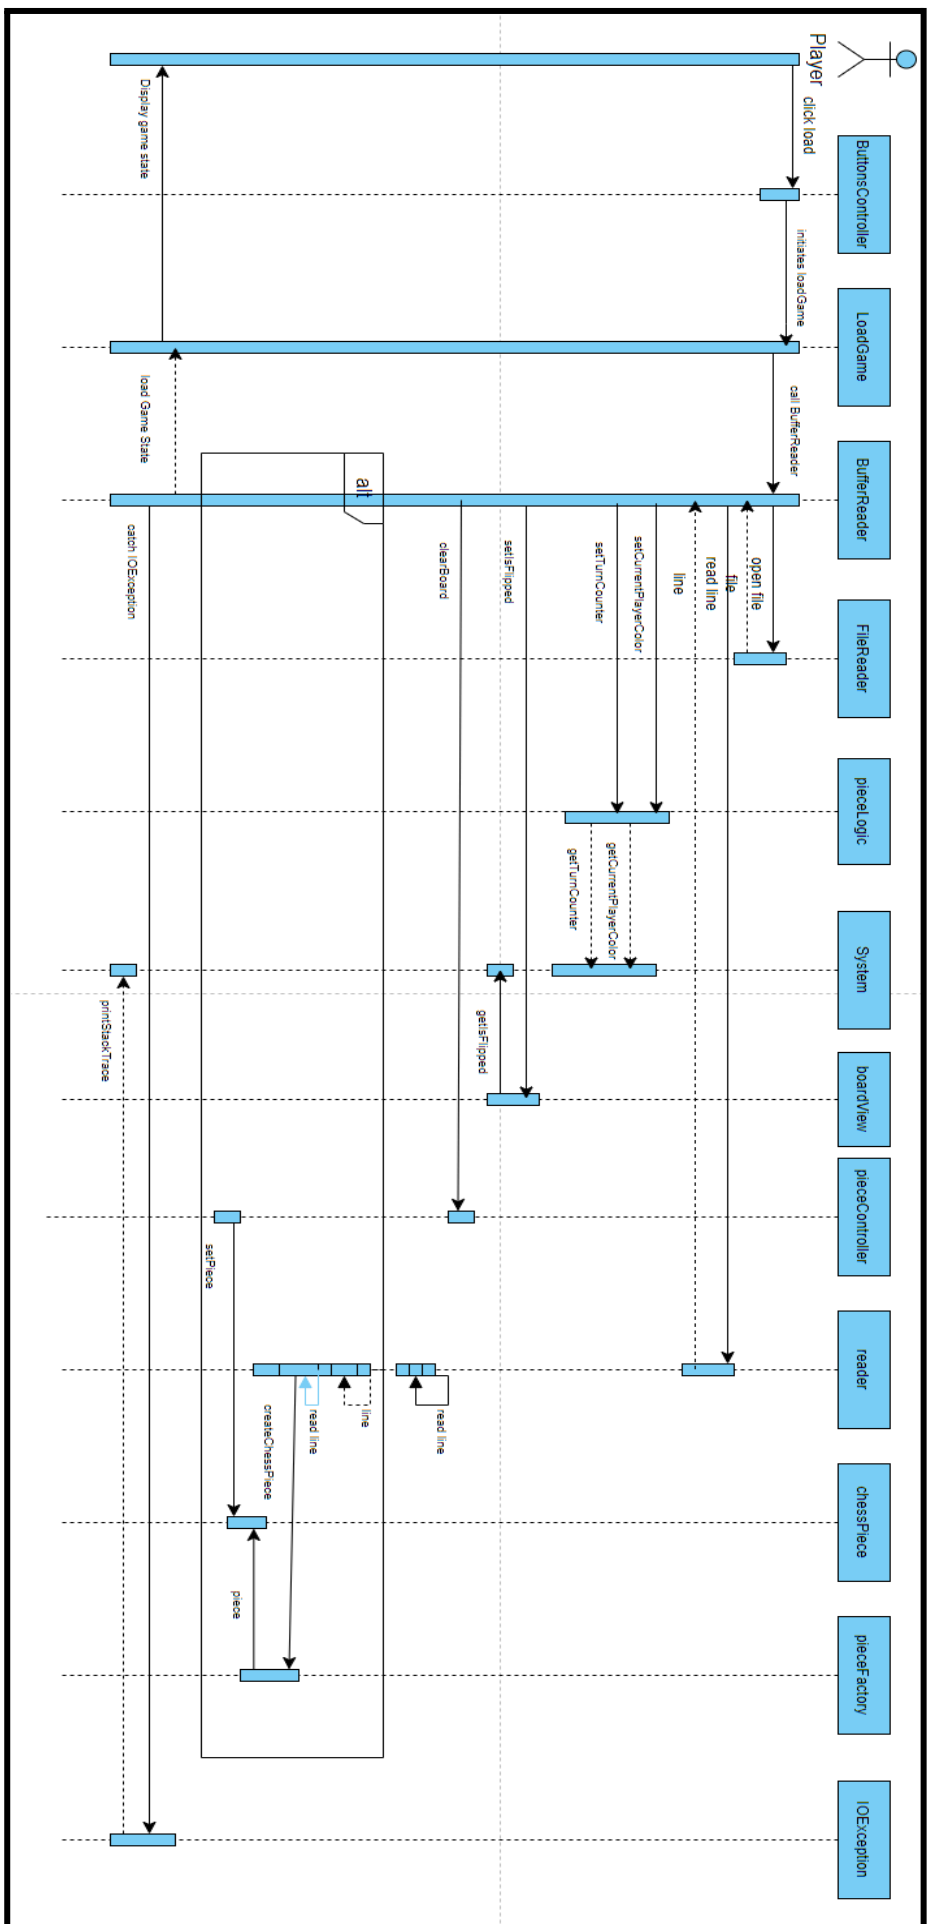 Player
ButtonsController
LoadGame
BufferReader
FileReader
pieceLogic
System
boardView
pieceController
reader
chessPiece
pieceFactory
IOException
click load
initiates loadGame
call BufferReader
open file
file
read line
line
setCurrentPlayerColor
getCurrentPlayerColor
setTurnCounter
getTurnCounter
setIsFlipped
getIsFlipped
clearBoard
read line
alt
line
read line
createChessPiece
piece
setPiece
load Game State
Display game state
catch IOException
printStackTrace